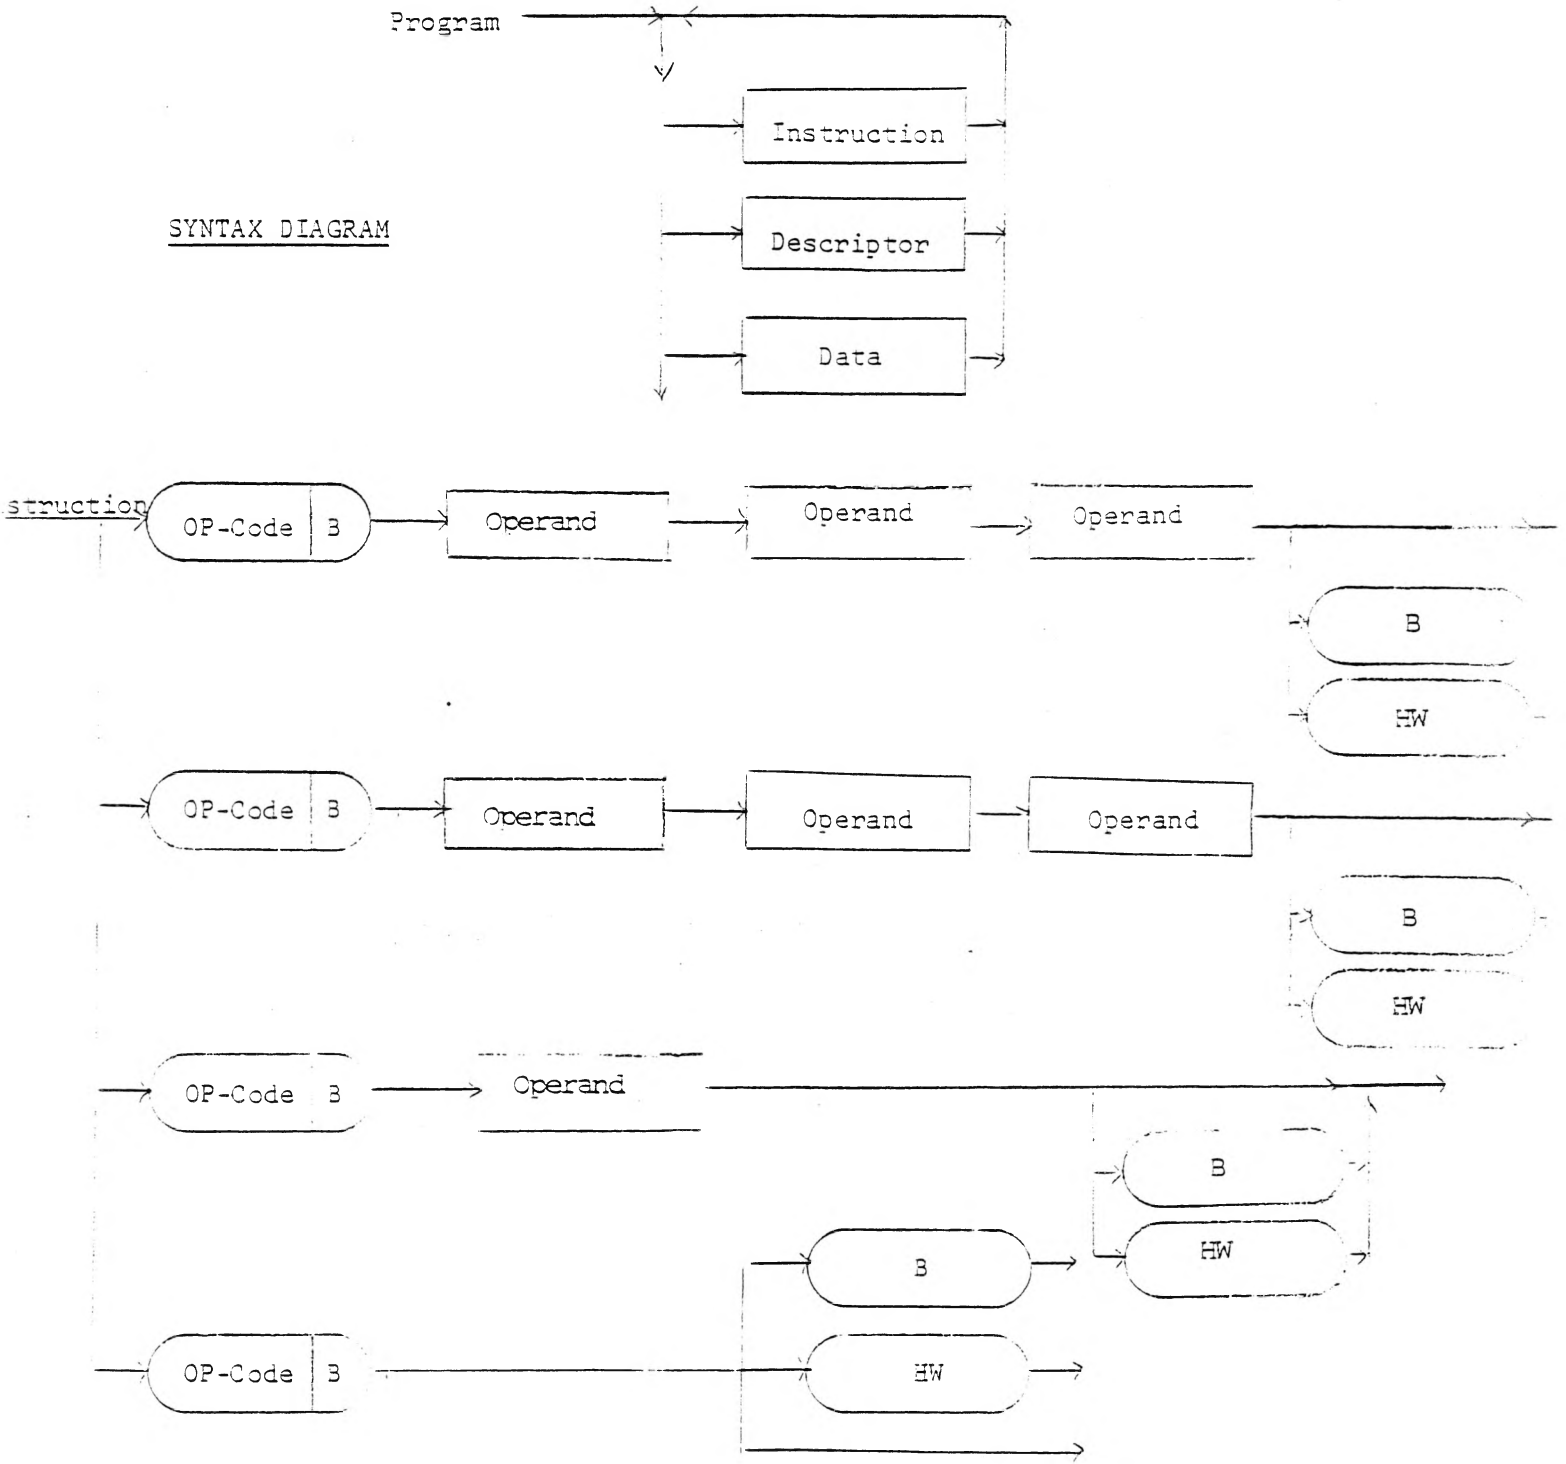 Program
Instruction
SYNTAX DIAGRAM
Descriptor
Data
struction
OP-Code B
Operand
Operand
Operand
B
HW
OP-Code B
Operand
Operand
Operand
B
HW
OP-Code B
Operand
B
HW
B
OP-Code B
HW